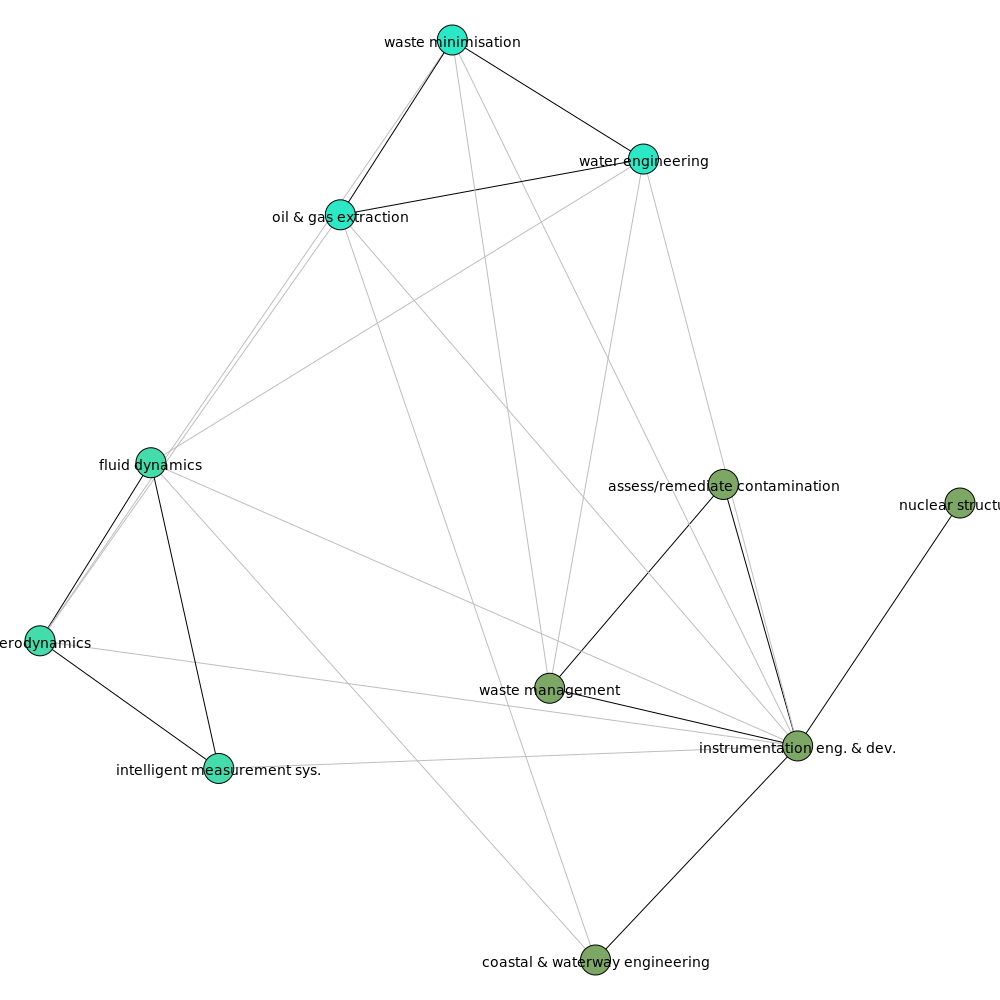 waste minimisation
water engineering
oil & gas extraction
fluid dynamics
assess/remediate contamination
nuclear structu
erodynamics
waste management
instrumentation eng. & dev.
intelligent measurement sys.
coastal & waterway engineering